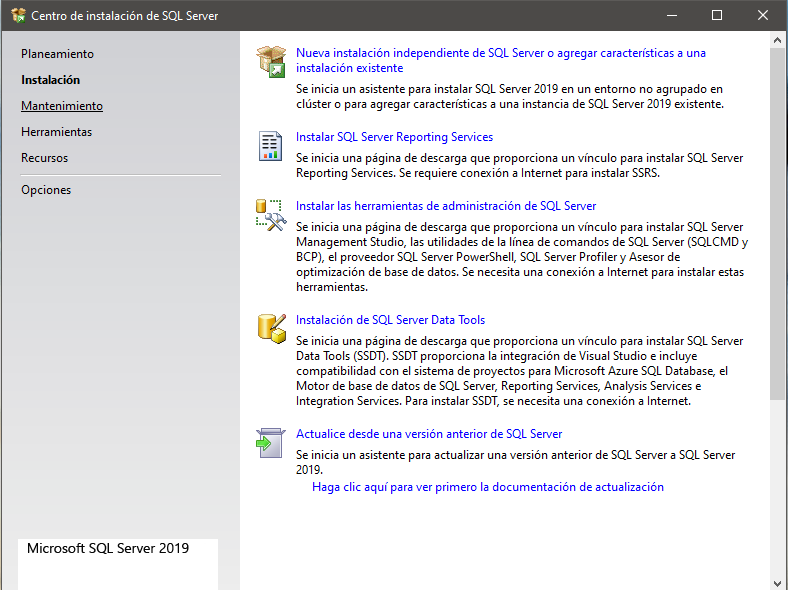 Centro de instalación de SQL Server
Planeamiento
Instalación
Mantenimiento
Herramientas
Recursos
Opciones
Microsoft SQL Server 2019
Nueva instalación independiente de SQL Server o agregar características a una
instalación existente
Se inicia un asistente para instalar SQL Server 2019 en un entorno no agrupado en
clúster o para agregar características a una instancia de SQL Server 2019 existente.
Instalar SQL Server Reporting Services
Se inicia una página de descarga que proporciona un vínculo para instalar SQL Server
Reporting Services. Se requiere conexión a Internet para instalar SSRS.
Instalar las herramientas de administración de SQL Server
Se inicia una página de descarga que proporciona un vínculo para instalar SQL Server
Management Studio, las utilidades de la línea de comandos de SQL Server (SQLCMD y
BCP), el proveedor SQL Server PowerShell, SQL Server Profiler y Asesor de
optimización de base de datos. Se necesita una conexión a Internet para instalar estas
herramientas.
Instalación de SQL Server Data Tools
Se inicia una página de descarga que proporciona un vínculo para instalar SQL Server
Data Tools (SSDT). SSDT proporciona la integración de Visual Studio e incluye
compatibilidad con el sistema de proyectos para Microsoft Azure SQL Database, el
Motor de base de datos de SQL Server, Reporting Services, Analysis Services e
Integration Services. Para instalar SSDT, se necesita una conexión a Internet.
Actualice desde una versión anterior de SQL Server
Se inicia un asistente para actualizar una versión anterior de SQL Server a SQL Server
2019.
Haga clic aquí para ver primero la documentación de actualización